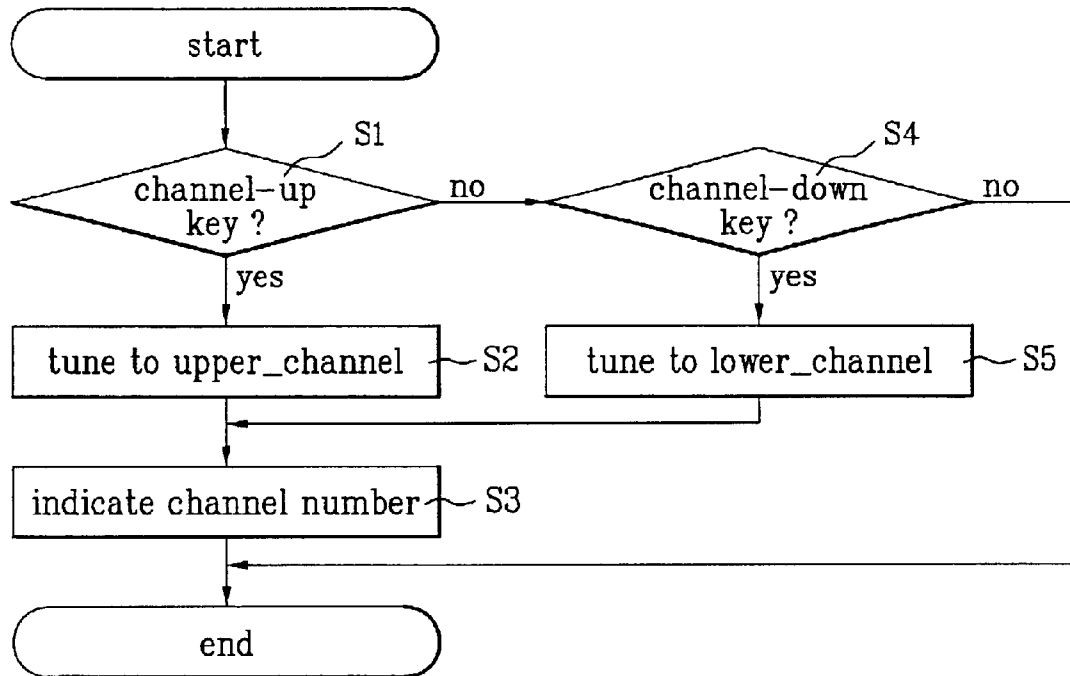 start
S1
channel-up
key ?
no
yes
S4
channel-down
key ?
no
yes
tune to upper_channel
S2
tune to lower_channel
S5
indicate channel number
S3
end